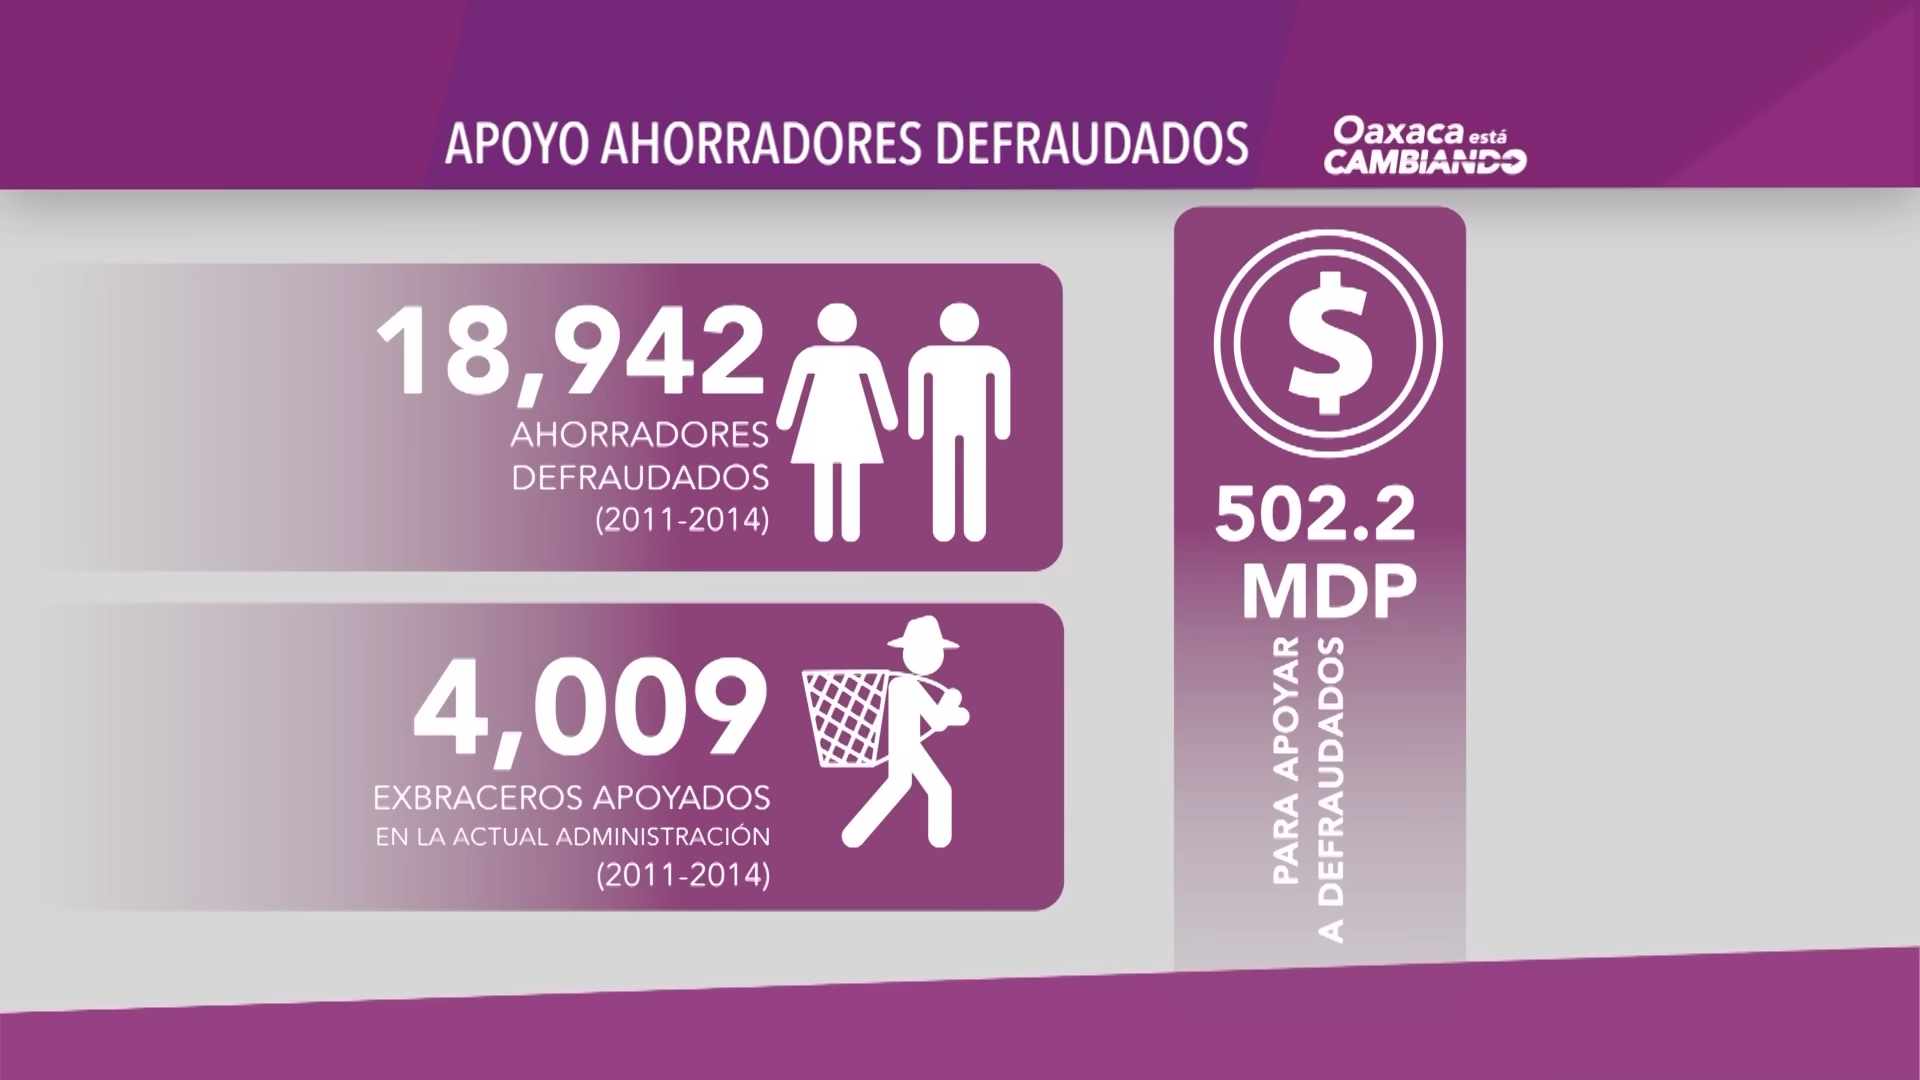 APOYO AHORRADORES DEFRAUDADOS
Oaxaca está
CAMBIANDO
18,942
AHORRADORES
DEFRAUDADOS
(2011-2014)
4,009
EXBRACEROS APOYADOS
EN LA ACTUAL ADMINISTRACIÓN
(2011-2014)
$
502.2
MDP
PARA APOYAR
A DEFRAUDADOS